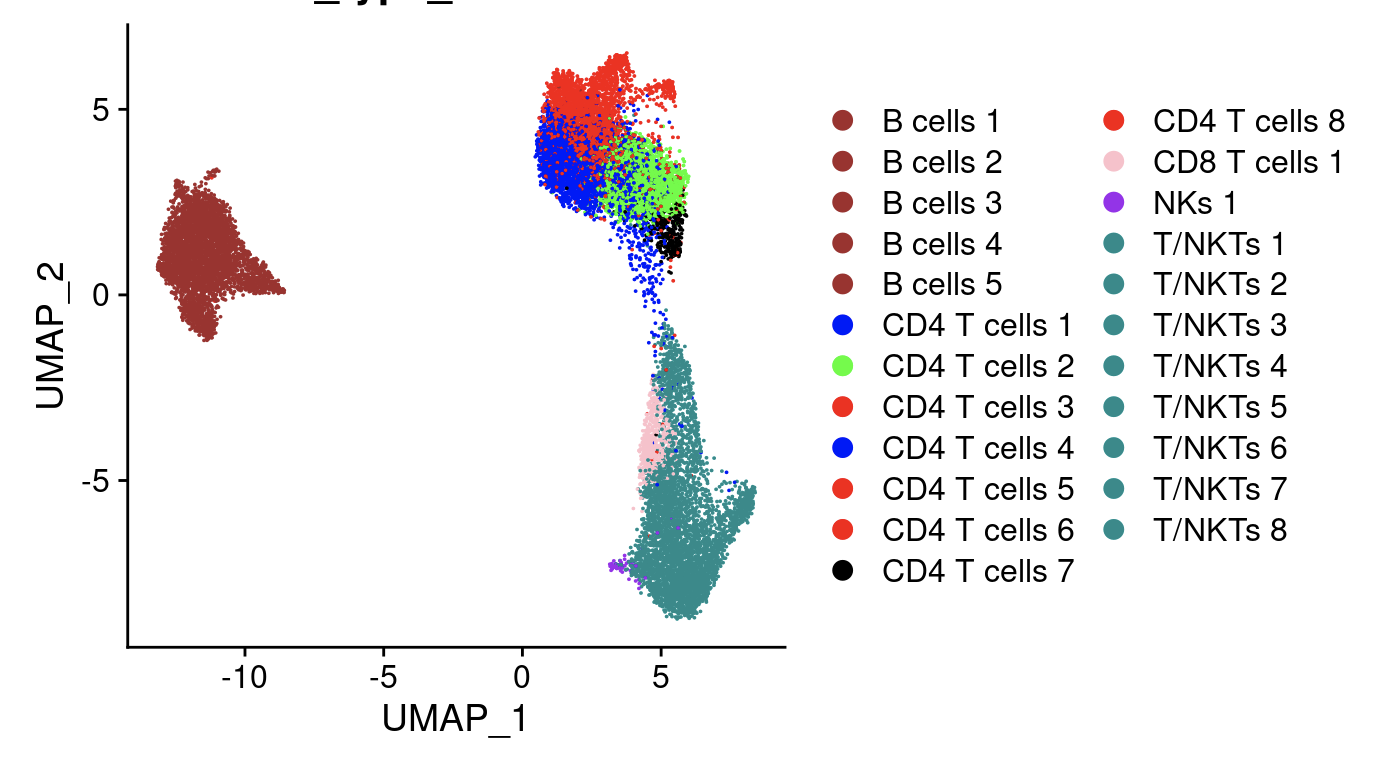 5
0
-5
UMAP_2
-10
-5
0
5
UMAP_1
B cells 1
B cells 2
B cells 3
B cells 4
B cells 5
CD4 T cells 1
CD4 T cells 2
CD4 T cells 3
CD4 T cells 4
CD4 T cells 5
CD4 T cells 6
CD4 T cells 7
CD4 T cells 8
CD8 T cells 1
NKs 1
T/NKTs 1
T/NKTs 2
T/NKTs 3
T/NKTs 4
T/NKTs 5
T/NKTs 6
T/NKTs 7
T/NKTs 8